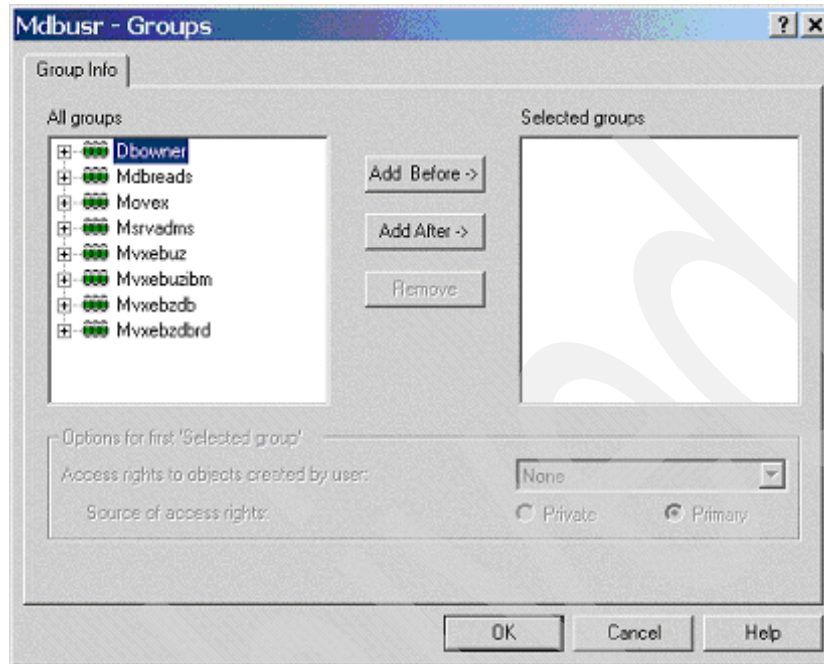 Mdbusr - Groups
Group Info
All groups
Dbowner
Mdbreads
Movex
Msrvadms
Mvxebuz
Mvxebuzibm
Mvxebzdb
Mvxebzdbrd
Add Before ->
Add After ->
Remove
Selected groups
Options for first 'Selected group'
Access rights to objects created by user:
None
Source of access rights:
Private
Primary
OK
Cancel
Help